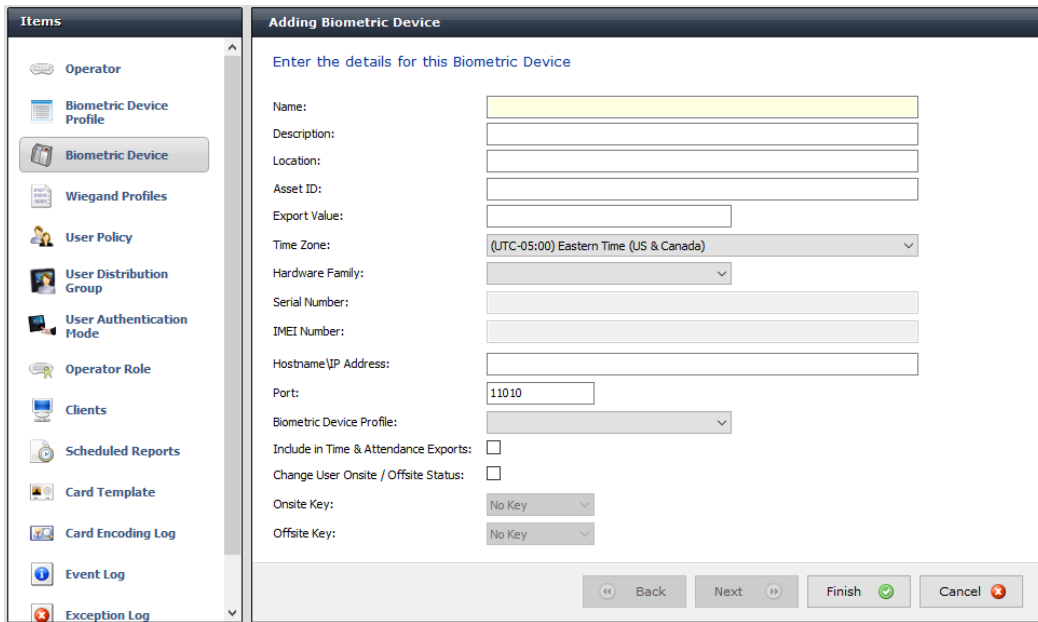 Items
Operator
Biometric Device
Profile
Biometric Device
Wiegand Profiles
User Policy
User Distribution
Group
User Authentication
Mode
Operator Role
Clients
Scheduled Reports
Card Template
Card Encoding Log
Event Log
Exception Log
Adding Biometric Device
Enter the details for this Biometric Device
Name:
Description:
Location:
Asset ID:
Export Value:
Time Zone: (UTC-05:00) Eastern Time (US & Canada)
Hardware Family:
Serial Number:
IMEI Number:
Hostname\IP Address:
Port: 11010
Biometric Device Profile:
Include in Time & Attendance Exports:
Change User Onsite / Offsite Status:
Onsite Key: No Key
Offsite Key: No Key
Back Next Finish Cancel